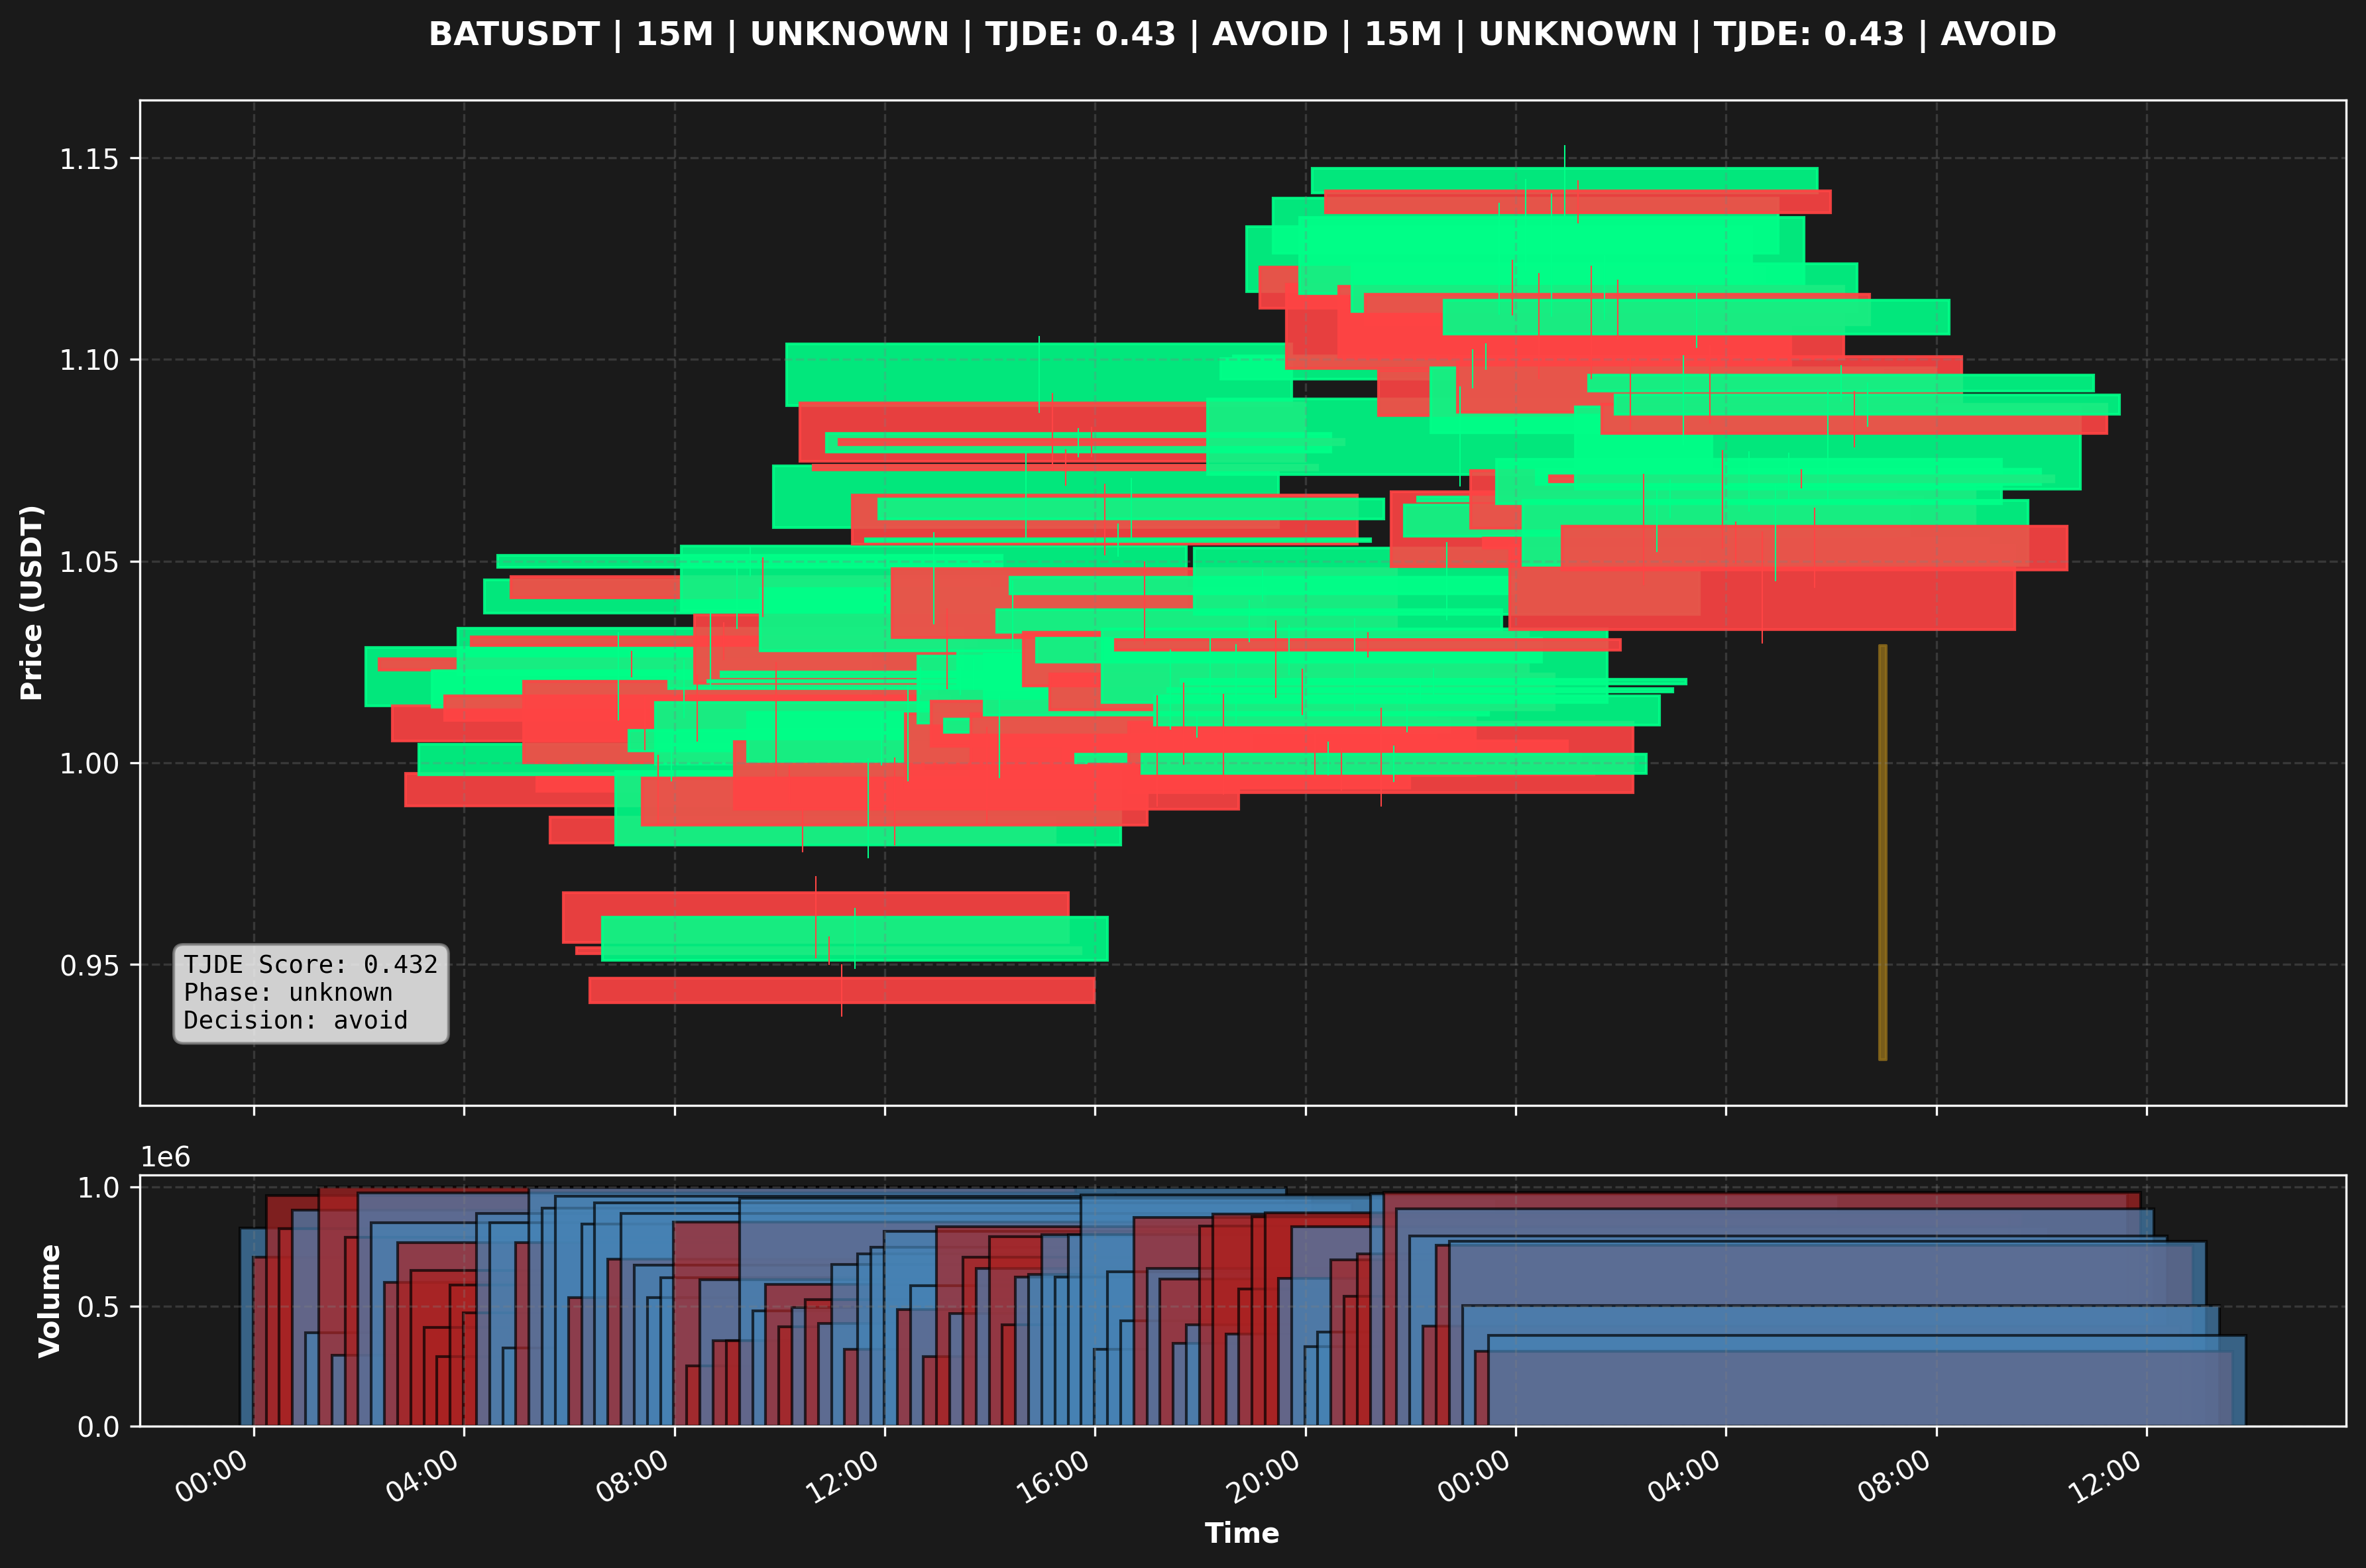 BATUSDT | 15M | UNKNOWN | TJDE: 0.43 | AVOID | 15M | UNKNOWN | TJDE: 0.43 | AVOID
Price (USDT)
1.15
1.10
1.05
1.00
0.95
TJDE Score: 0.432
Phase: unknown
Decision: avoid
1e6
Volume
1.0
0.5
0.0
00:00
04:00
08:00
12:00
16:00
20:00
00:00
04:00
08:00
12:00
Time